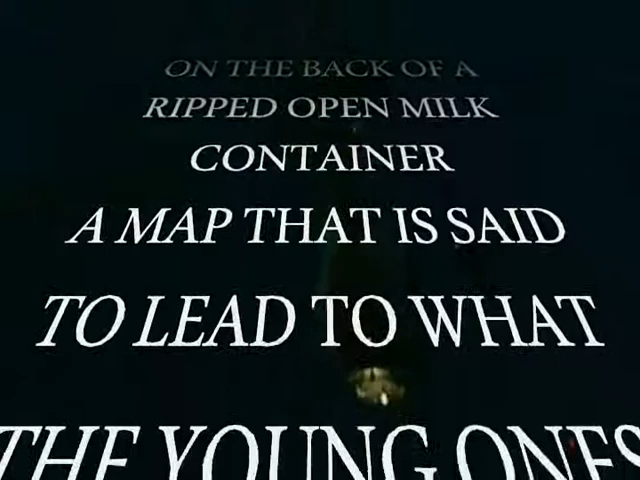 ON THE BACK OF A
RIPPED OPEN MILK
CONTAINER
A MAP THAT IS SAID
TO LEAD TO WHAT
THE YOUNG ONES